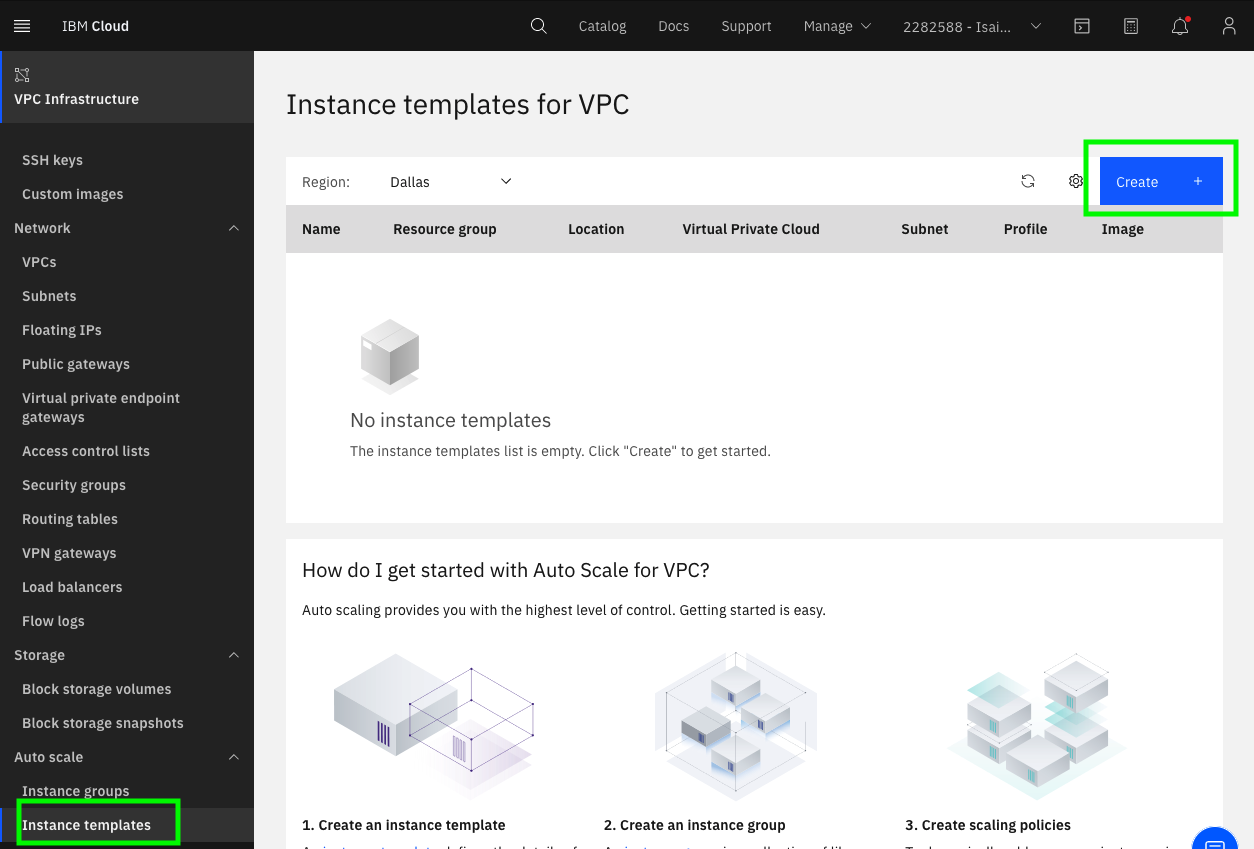 IBM Cloud
Catalog
Docs
Support
Manage
2282588 - Isai...
VPC Infrastructure
SSH keys
Custom images
Network
VPCs
Subnets
Floating IPs
Public gateways
Virtual private endpoint
gateways
Access control lists
Security groups
Routing tables
VPN gateways
Load balancers
Flow logs
Storage
Block storage volumes
Block storage snapshots
Auto scale
Instance groups
Instance templates
Instance templates for VPC
Region: Dallas
Create +
Name Resource group Location Virtual Private Cloud Subnet Profile Image
No instance templates
The instance templates list is empty. Click "Create" to get started.
How do I get started with Auto Scale for VPC?
Auto scaling provides you with the highest level of control. Getting started is easy.
1. Create an instance template
2. Create an instance group
3. Create scaling policies